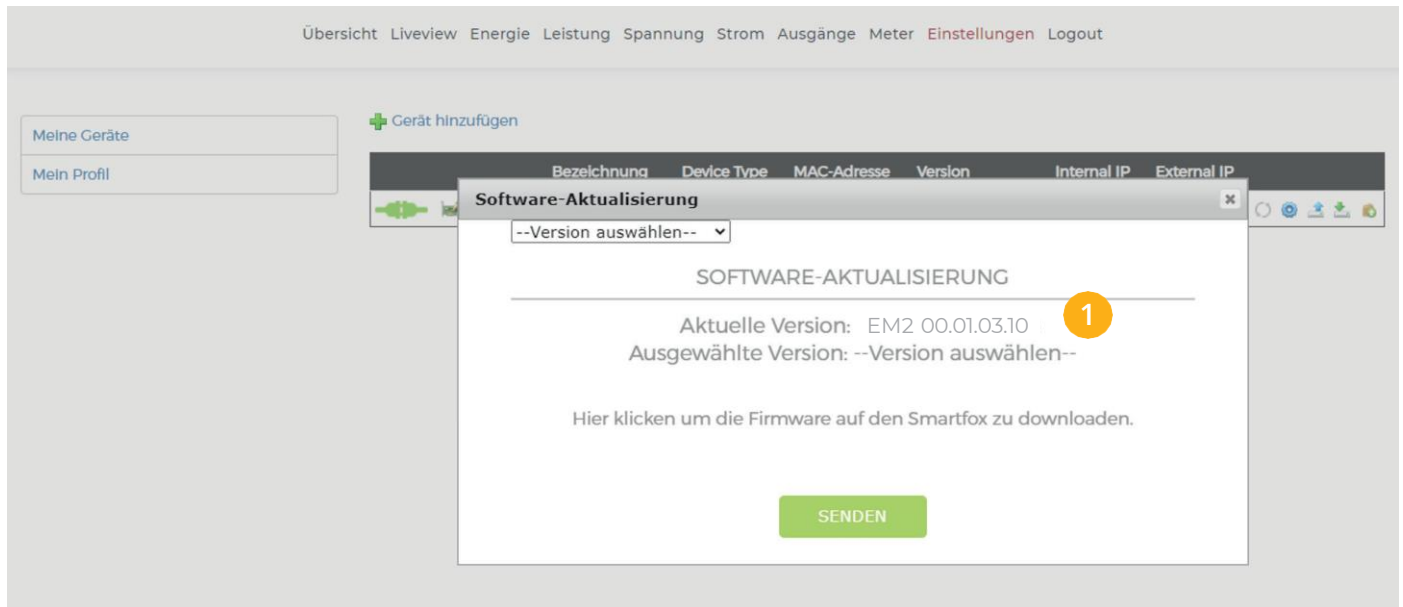 Übersicht Liveview Energie Leistung Spannung Strom Ausgänge Meter Einstellungen Logout
Meine Geräte
Mein Profil
Gerät hinzufügen
Bezeichnung Device Type MAC-Adresse Version Internal IP External IP
Software-Aktualisierung
--Version auswählen--
SOFTWARE-AKTUALISIERUNG
Aktuelle Version: EM2 00.01.03.10
1
Ausgewählte Version: --Version auswählen--
Hier klicken um die Firmware auf den Smartfox zu downloaden.
SENDEN